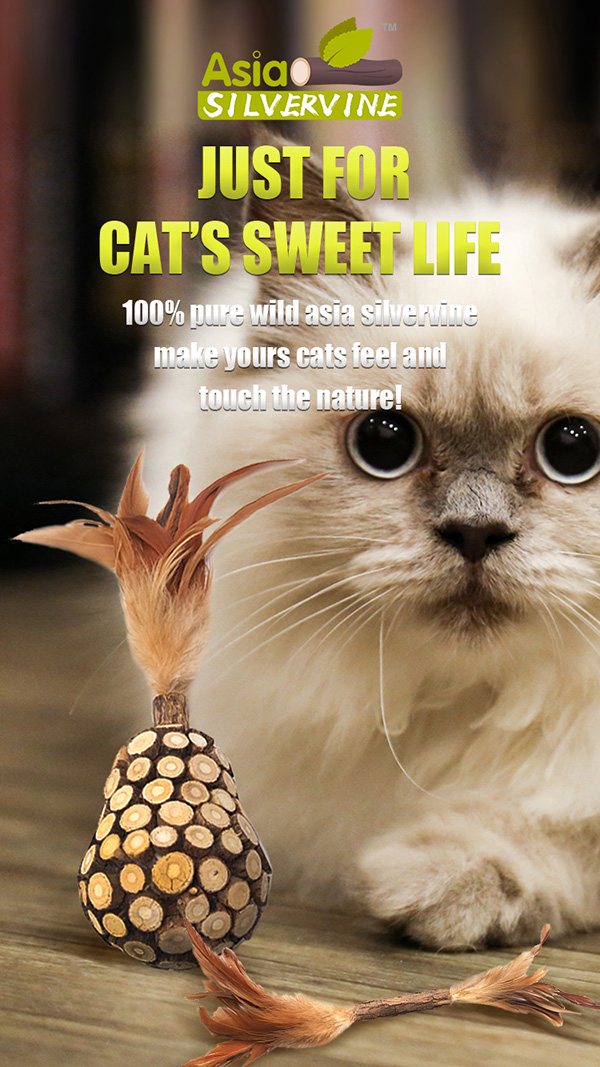 Asia
SILVERVINE
TM
JUST FOR
CAT'S SWEET LIFE
100% pure wild asia silvervine
make yours cats feel and
touch the nature!